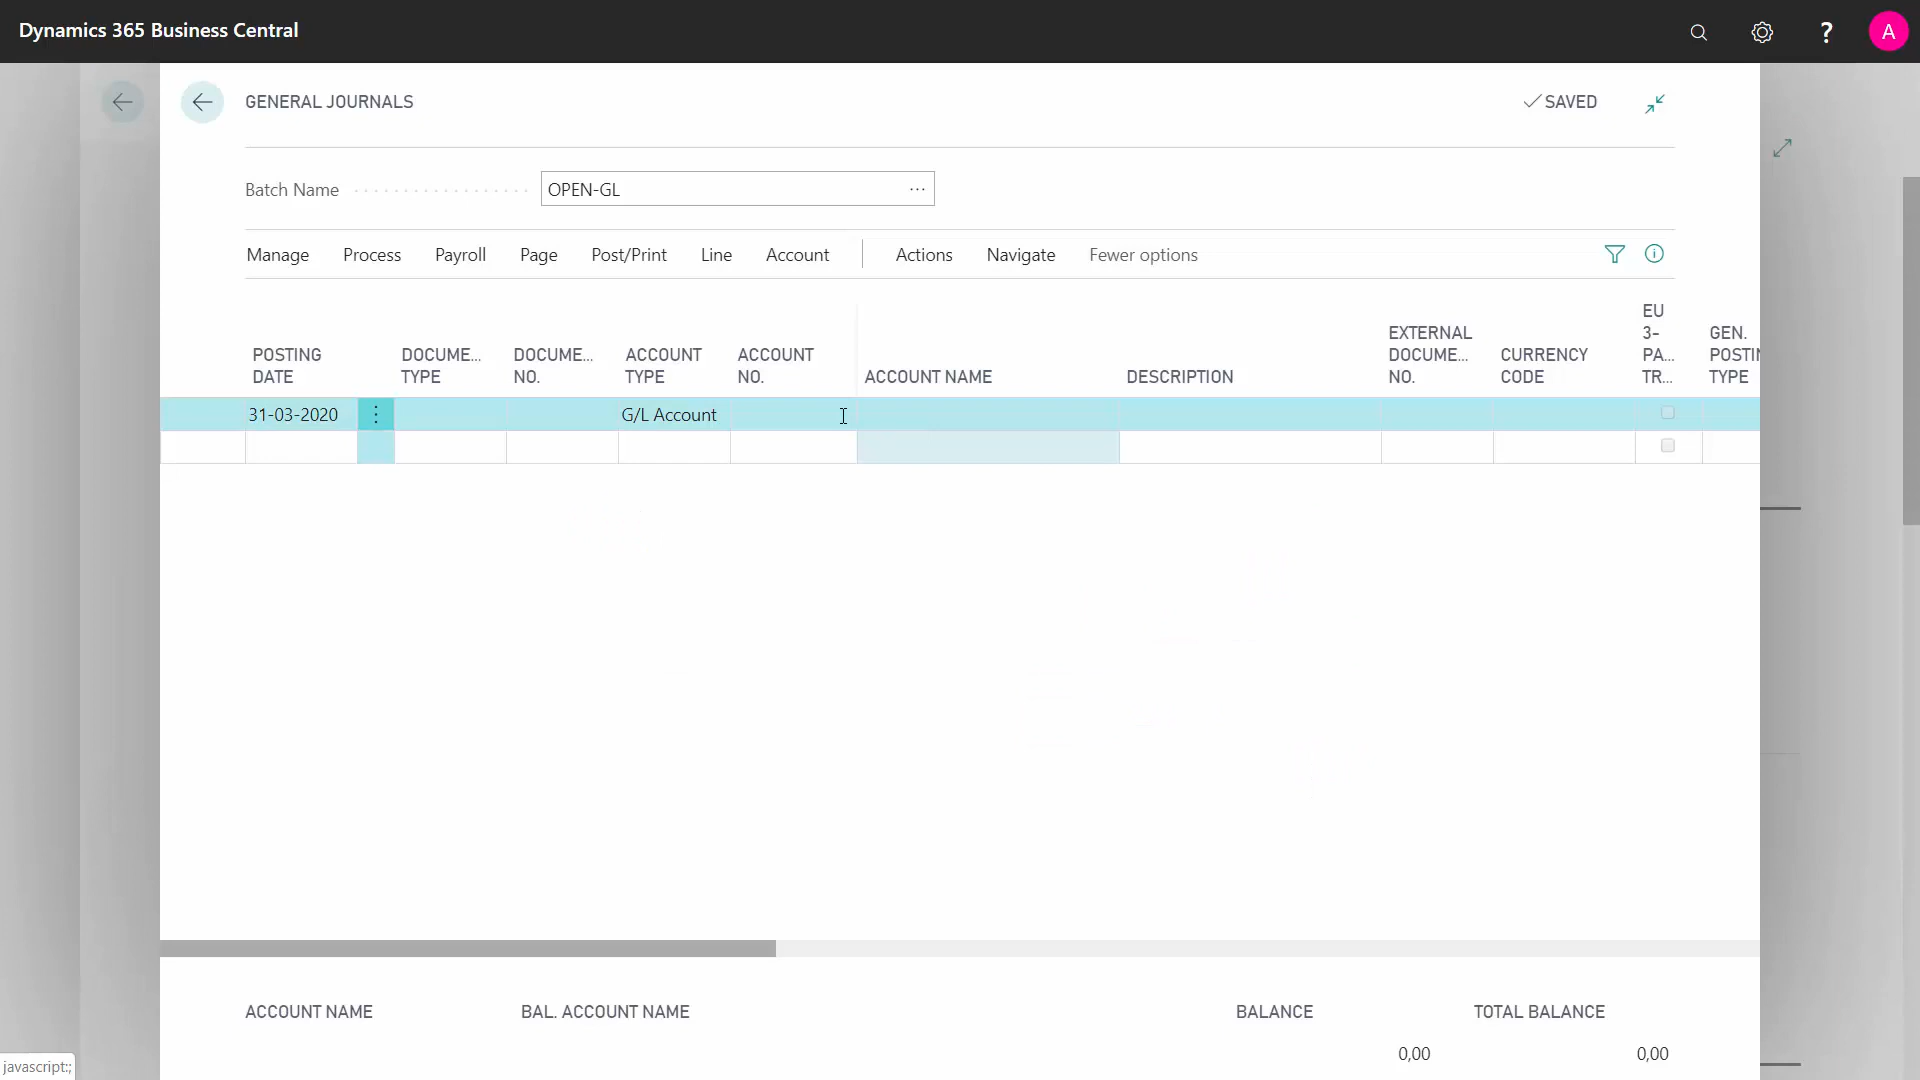 Dynamics 365 Business Central
?
A
GENERAL JOURNALS
SAVED
Batch Name
OPEN-GL
...
Manage
Process
Payroll
Page
Post/Print
Line
Account
Actions
Navigate
Fewer options
POSTING
DATE
DOCUME...
TYPE
DOCUME...
NO.
ACCOUNT
TYPE
ACCOUNT
NO.
ACCOUNT NAME
DESCRIPTION
EXTERNAL
DOCUME...
NO.
CURRENCY
CODE
EU
3-
PA...
TR...
GEN.
POSTIN
TYPE
31-03-2020
G/L Account
ACCOUNT NAME
BAL. ACCOUNT NAME
BALANCE
TOTAL BALANCE
0,00
0,00
javascript:;